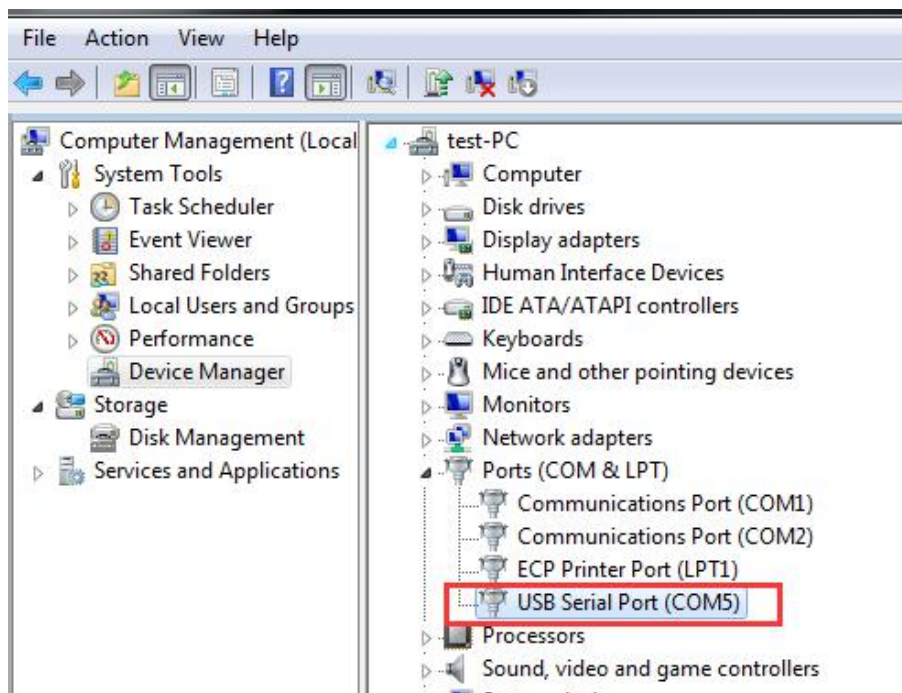 File Action View Help
Computer Management (Local
System Tools
Task Scheduler
Event Viewer
Shared Folders
Local Users and Groups
Performance
Device Manager
Storage
Disk Management
Services and Applications
test-PC
Computer
Disk drives
Display adapters
Human Interface Devices
IDE ATA/ATAPI controllers
Keyboards
Mice and other pointing devices
Monitors
Network adapters
Ports (COM & LPT)
Communications Port (COM1)
Communications Port (COM2)
ECP Printer Port (LPT1)
USB Serial Port (COM5)
Processors
Sound, video and game controllers